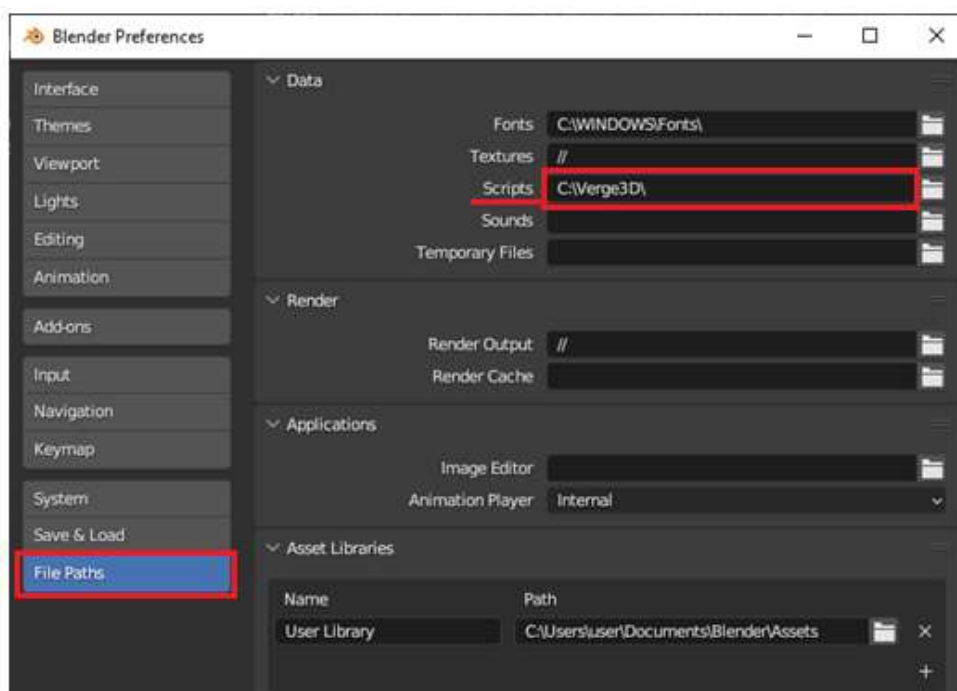 Blender Preferences
Interface
Themes
Viewport
Lights
Editing
Animation
Add-ons
Input
Navigation
Keymap
System
Save & Load
File Paths
Data
Fonts C:\WINDOWS\Fonts\
Textures //
Scripts C:\Verge3D\
Sounds
Temporary Files
Render
Render Output //
Render Cache
Applications
Image Editor
Animation Player Internal
Asset Libraries
Name Path
User Library C:\Users\user\Documents\Blender\Assets